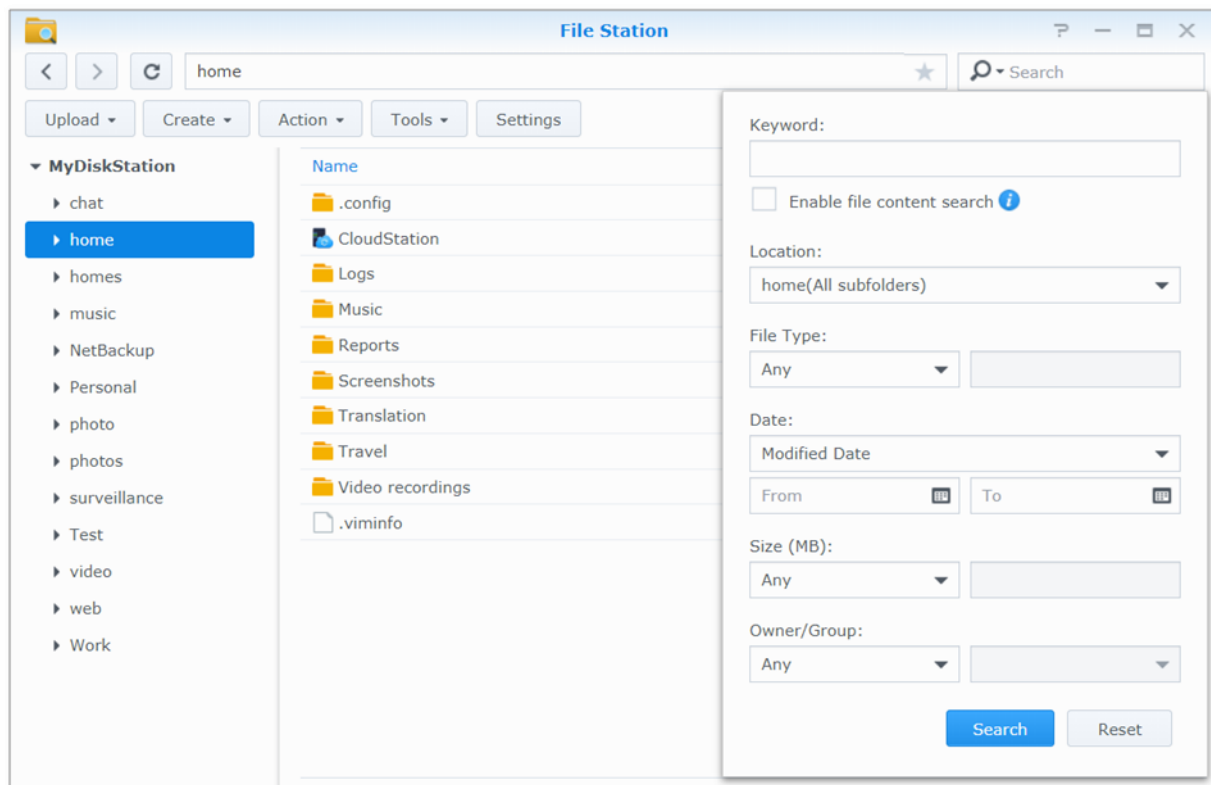 File Station
home
Search
Upload Create Action Tools Settings
MyDiskStation
chat
home
homes
music
NetBackup
Personal
photo
photos
surveillance
Test
video
web
Work
Name
.config
CloudStation
Logs
Music
Reports
Screenshots
Translation
Travel
Video recordings
.viminfo
Keyword:
Enable file content search
Location:
home(All subfolders)
File Type:
Any
Date:
Modified Date
From To
Size (MB):
Any
Owner/Group:
Any
Search Reset